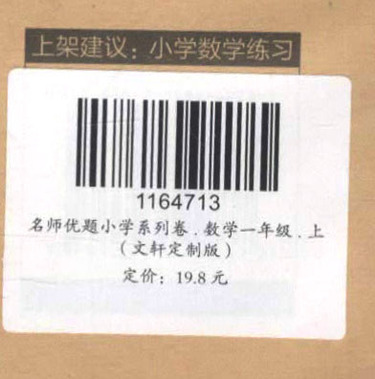 上架建议：小学数学练习
1164713
名师优题小学系列卷．数学一年级．上
（文轩定制版）
定价：19.8元